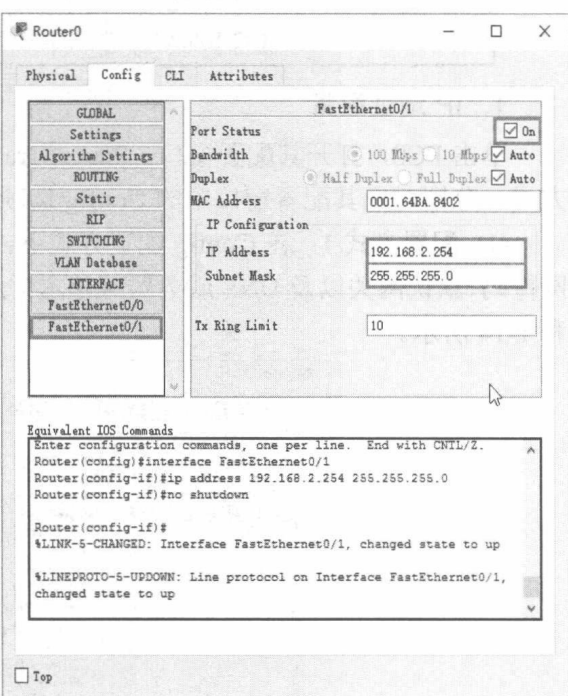 Router0
Physical Config CLI Attributes
GLOBAL
Settings
Algorithm Settings
ROUTING
Static
RIP
SWITCHING
VLAN Database
INTERFACE
FastEthernet0/0
FastEthernet0/1
FastEthernet0/1
Port Status On
Bandwidth 100 Mbps 10 Mbps Auto
Duplex Half Duplex Full Duplex Auto
MAC Address 0001.64BA.8402
IP Configuration
IP Address 192.168.2.254
Subnet Mask 255.255.255.0
Tx Ring Limit 10
Equivalent IOS Commands
Enter configuration commands, one per line. End with CNTL/Z.
Router(config)#interface FastEthernet0/1
Router(config-if)#ip address 192.168.2.254 255.255.255.0
Router(config-if)#no shutdown
Router(config-if)#
%LINK-5-CHANGED: Interface FastEthernet0/1, changed state to up
%LINEPROTO-5-UPDOWN: Line protocol on Interface FastEthernet0/1,
changed state to up
Top